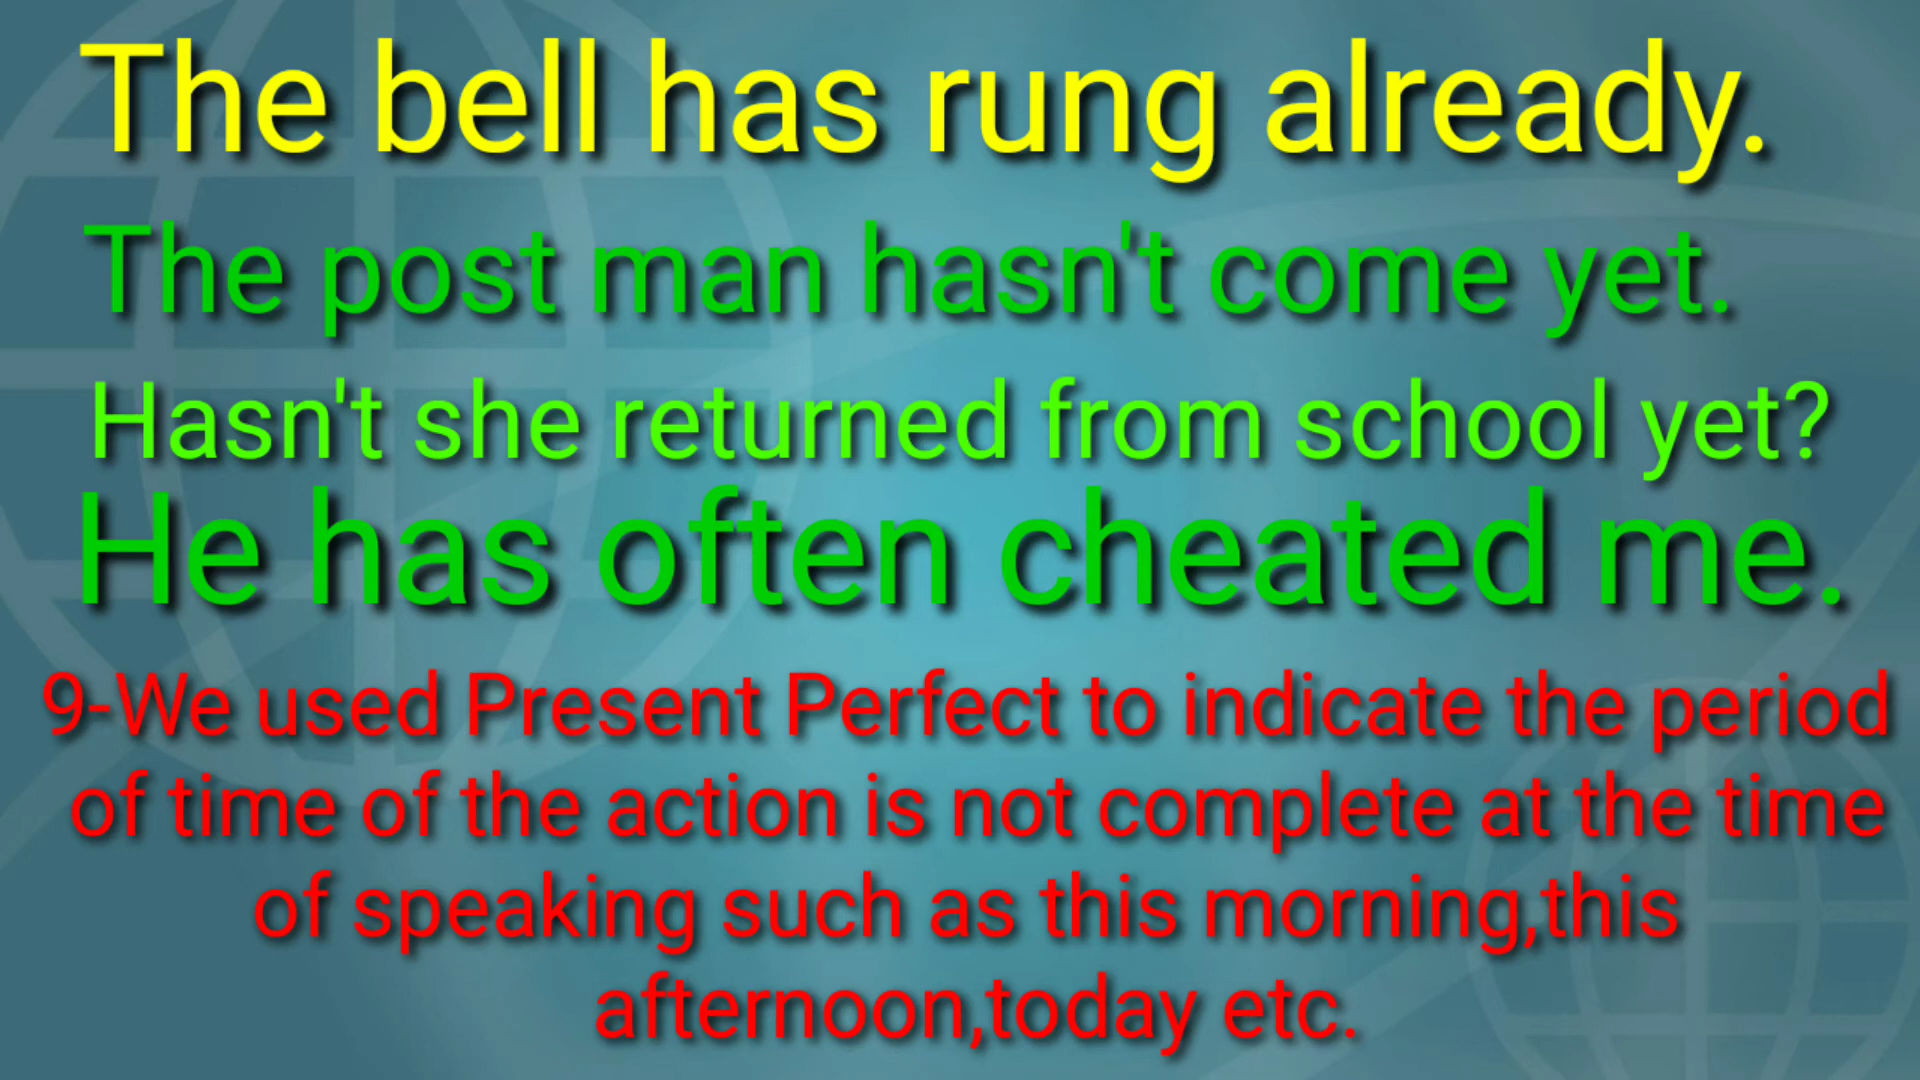 The bell has rung already.
The post man hasn't come yet.
Hasn't she returned from school yet?
He has often cheated me.
9-We used Present Perfect to indicate the period
of time of the action is not complete at the time
of speaking such as this morning,this
afternoon,today etc.